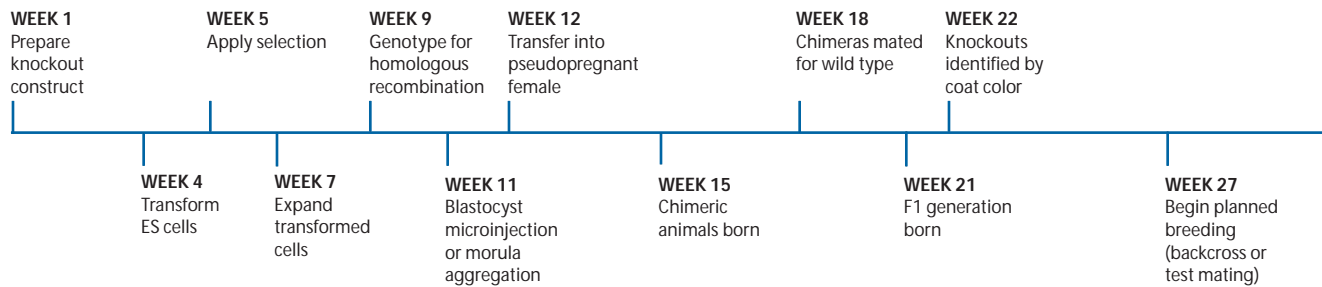 WEEK 1
Prepare
knockout
construct
WEEK 5
Apply selection
WEEK 9
Genotype for
homologous
recombination
WEEK 12
Transfer into
pseudopregnant
female
WEEK 18
Chimeras mated
for wild type
WEEK 22
Knockouts
identified by
coat color
WEEK 4
Transform
ES cells
WEEK 7
Expand
transformed
cells
WEEK 11
Blastocyst
microinjection
or morula
aggregation
WEEK 15
Chimeric
animals born
WEEK 21
F1 generation
born
WEEK 27
Begin planned
breeding
(backcross or
test mating)